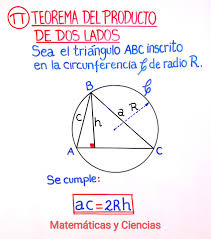 π TEOREMA DEL PRODUCTO
DE DOS LADOS
Sea el triángulo ABC inscrito
en la circunferencia ℒ de radio R.
ℒ
B
a R
c h
A C
Se cumple:
ac=2Rh
Matemáticas y Ciencias